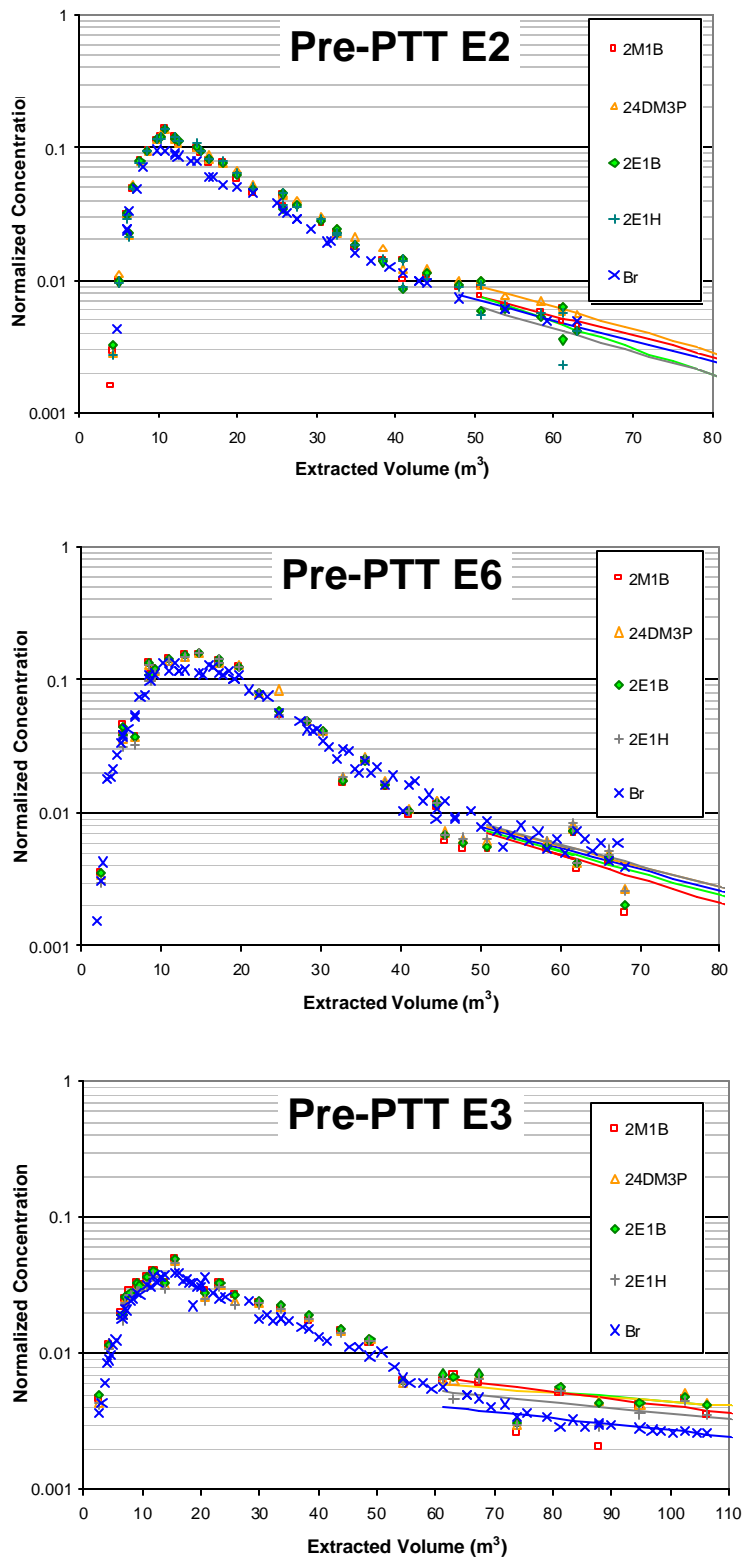 Pre-PTT E2
1
0.1
0.01
0.001
Normalized Concentration
0 10 20 30 40 50 60 70 80
Extracted Volume (m³)
2M1B
24DM3P
2E1B
2E1H
Br
Pre-PTT E6
1
0.1
0.01
0.001
Normalized Concentration
0 10 20 30 40 50 60 70 80
Extracted Volume (m³)
2M1B
24DM3P
2E1B
2E1H
Br
Pre-PTT E3
1
0.1
0.01
0.001
Normalized Concentration
0 10 20 30 40 50 60 70 80 90 100 110
Extracted Volume (m³)
2M1B
24DM3P
2E1B
2E1H
Br